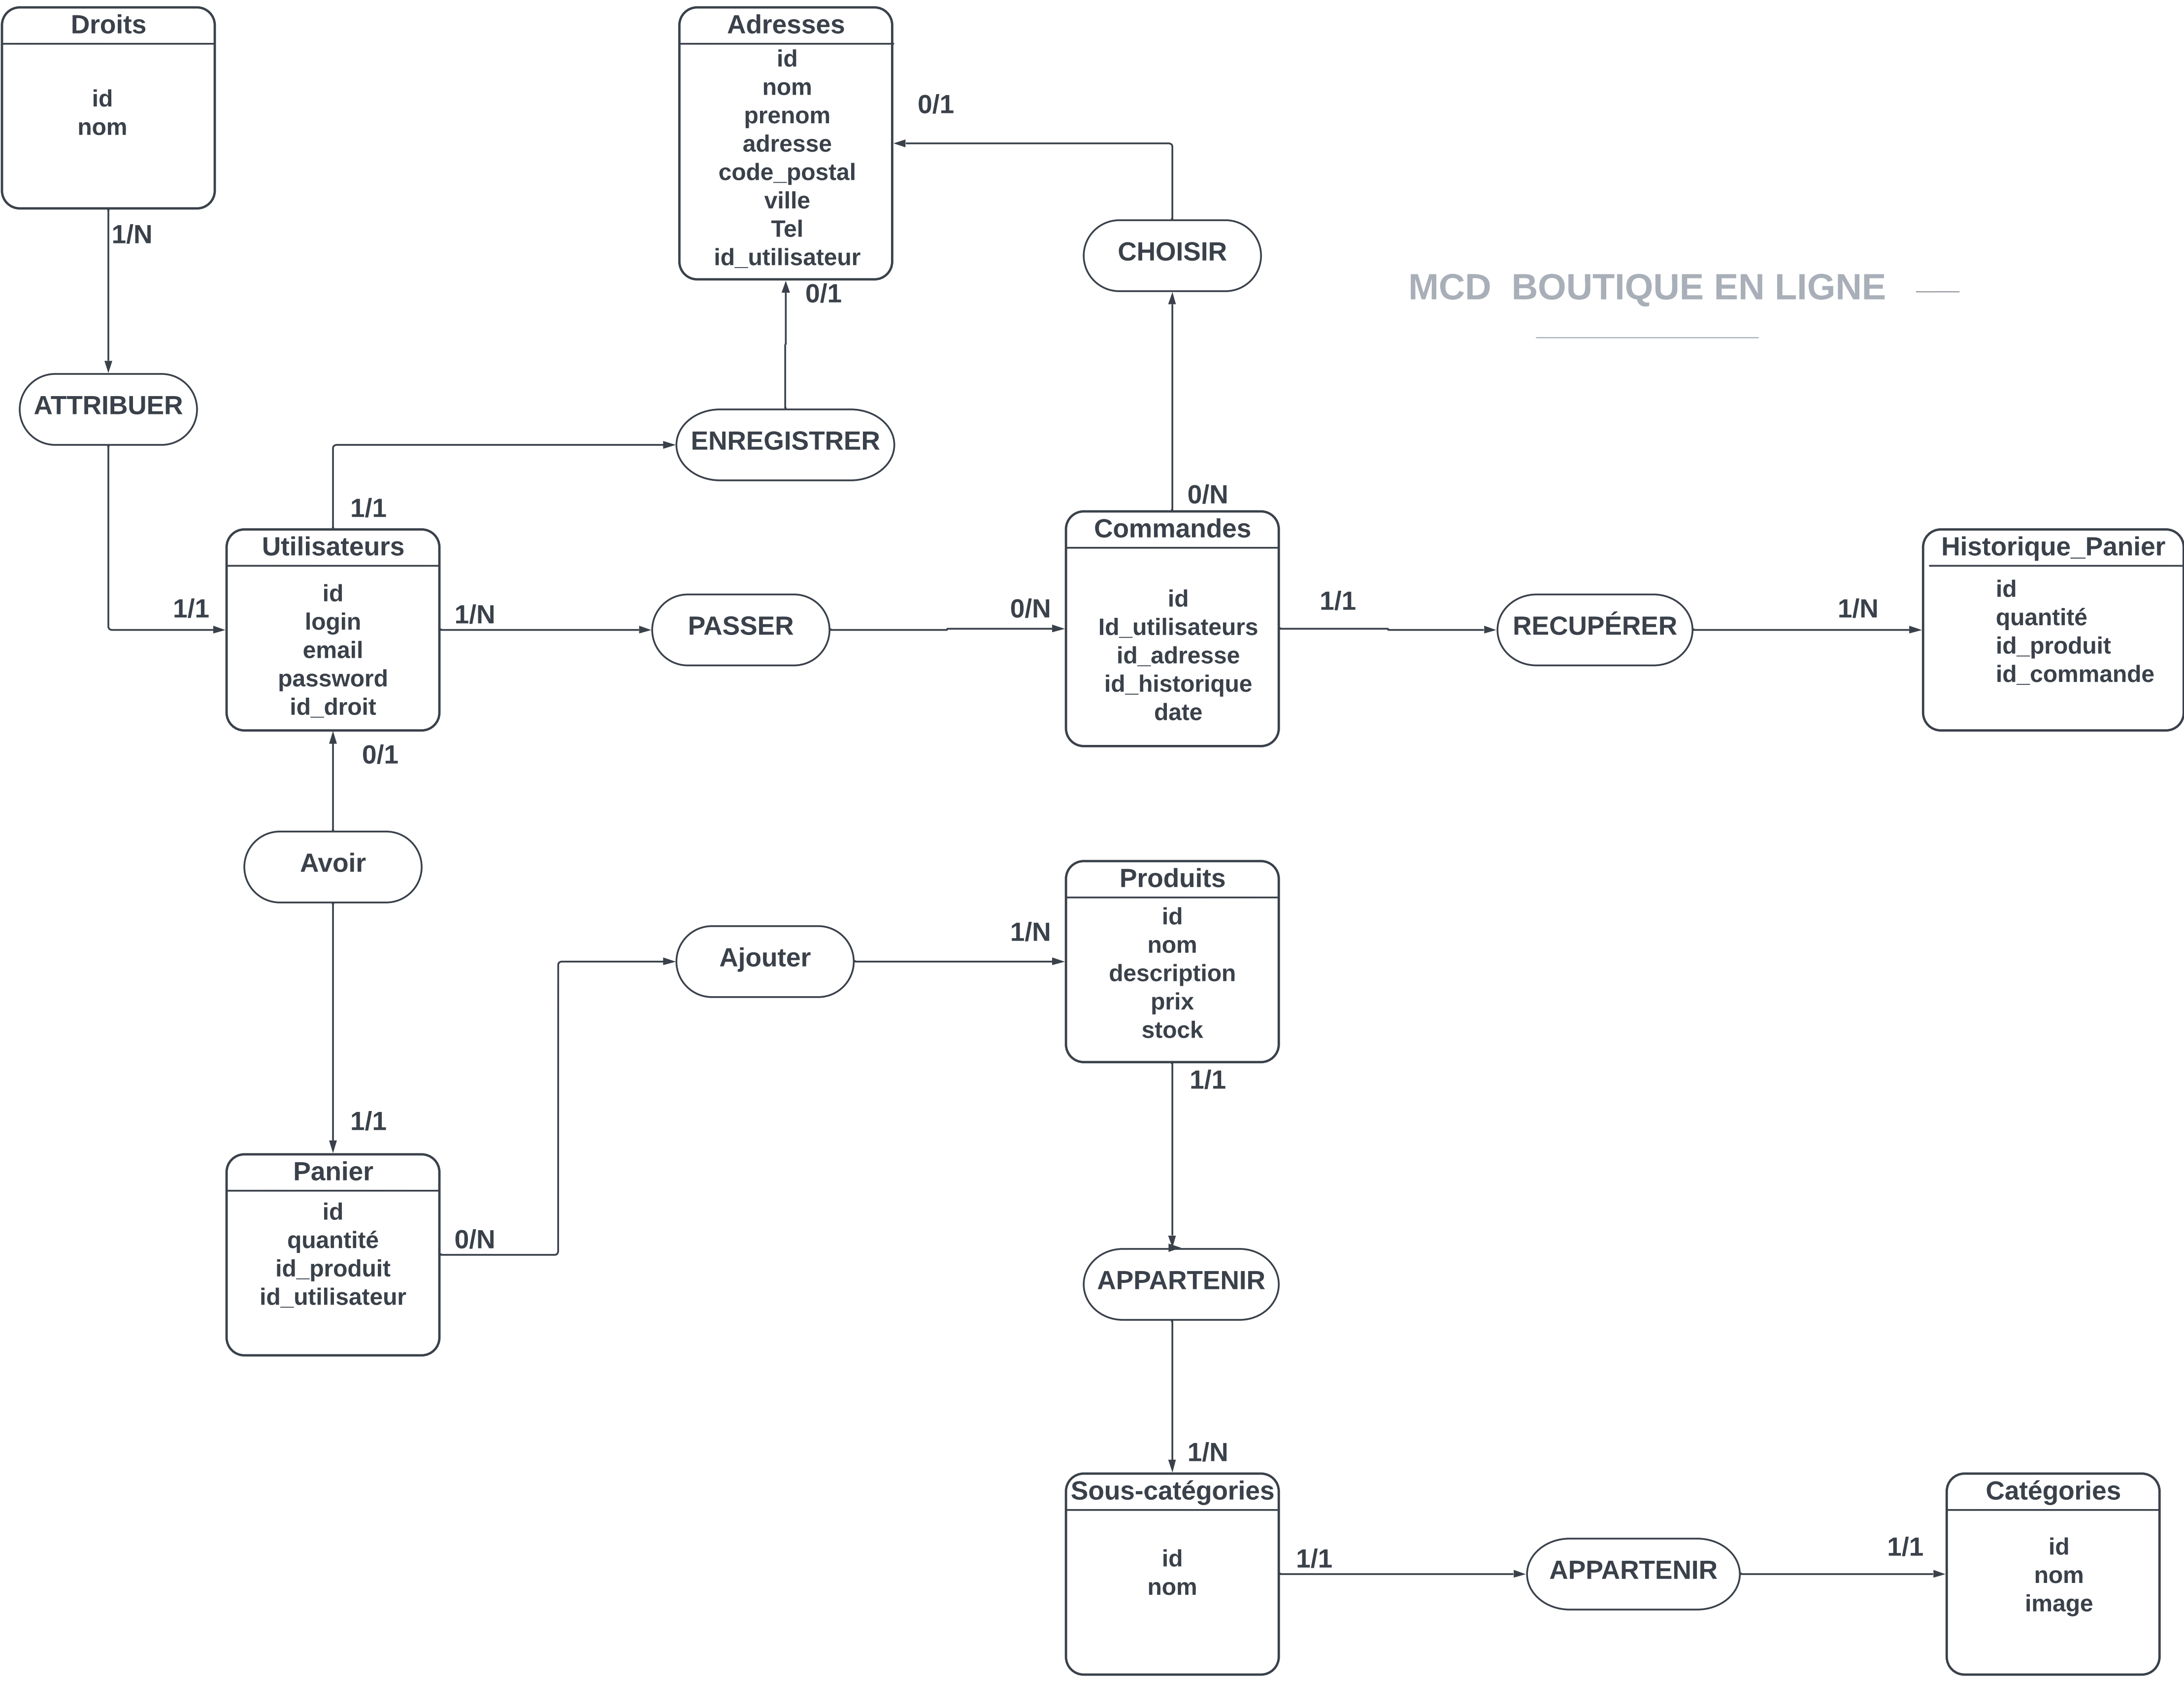 Droits
id
nom
1/N
ATTRIBUER
1/1
Adresses
id
nom
prenom
adresse
code_postal
ville
Tel
id_utilisateur
0/1
0/1
CHOISIR
MCD  BOUTIQUE EN LIGNE
ENREGISTRER
1/1
Utilisateurs
id
login
email
password
id_droit
1/N
PASSER
0/N
0/N
Commandes
id
Id_utilisateurs
id_adresse
id_historique
date
1/1
RECUPÉRER
1/N
Historique_Panier
id
quantité
id_produit
id_commande
0/1
Avoir
1/1
Panier
id
quantité
id_produit
id_utilisateur
0/N
Ajouter
1/N
Produits
id
nom
description
prix
stock
1/1
APPARTENIR
1/N
Sous-catégories
id
nom
1/1
APPARTENIR
1/1
Catégories
id
nom
image